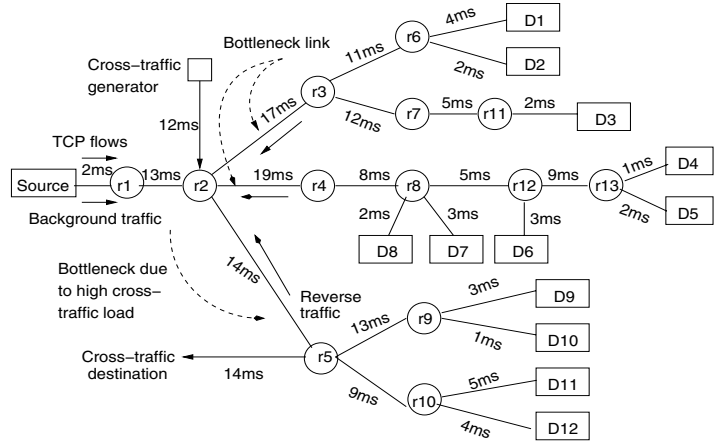 4ms
D1
r6
Bottleneck link
11ms
2ms
D2
Cross−traffic
generator
r3
17ms
12ms
r7
5ms
r11
2ms
D3
12ms
TCP flows
2ms
13ms
19ms
8ms
5ms
9ms
1ms
D4
Source
r1
r2
r4
r8
r12
r13
2ms
D5
Background traffic
2ms
3ms
3ms
D8
D7
D6
14ms
Bottleneck due
to high cross−
traffic load
Reverse
traffic
3ms
D9
13ms
r9
1ms
D10
Cross−traffic
destination
14ms
r5
9ms
5ms
D11
r10
4ms
D12